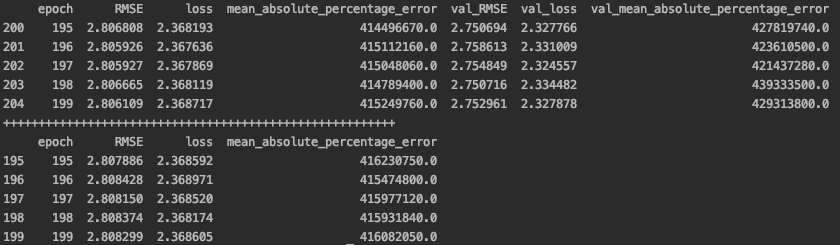 epoch RMSE loss mean_absolute_percentage_error val_RMSE val_loss val_mean_absolute_percentage_error
200 195 2.806808 2.368193 414496670.0 2.750694 2.327766 427819740.0
201 196 2.805926 2.367636 415112160.0 2.758613 2.331009 423610500.0
202 197 2.805927 2.367869 415048060.0 2.754849 2.324557 421437280.0
203 198 2.806665 2.368119 414789400.0 2.750716 2.334482 439333500.0
204 199 2.806109 2.368717 415249760.0 2.752961 2.327878 429313800.0
++++++++++++++++++++++++++++++++++++++++++++++++++++++
epoch RMSE loss mean_absolute_percentage_error
195 195 2.807886 2.368592 416230750.0
196 196 2.808428 2.368971 415474800.0
197 197 2.808150 2.368520 415977120.0
198 198 2.808374 2.368174 415931840.0
199 199 2.808299 2.368605 416082050.0